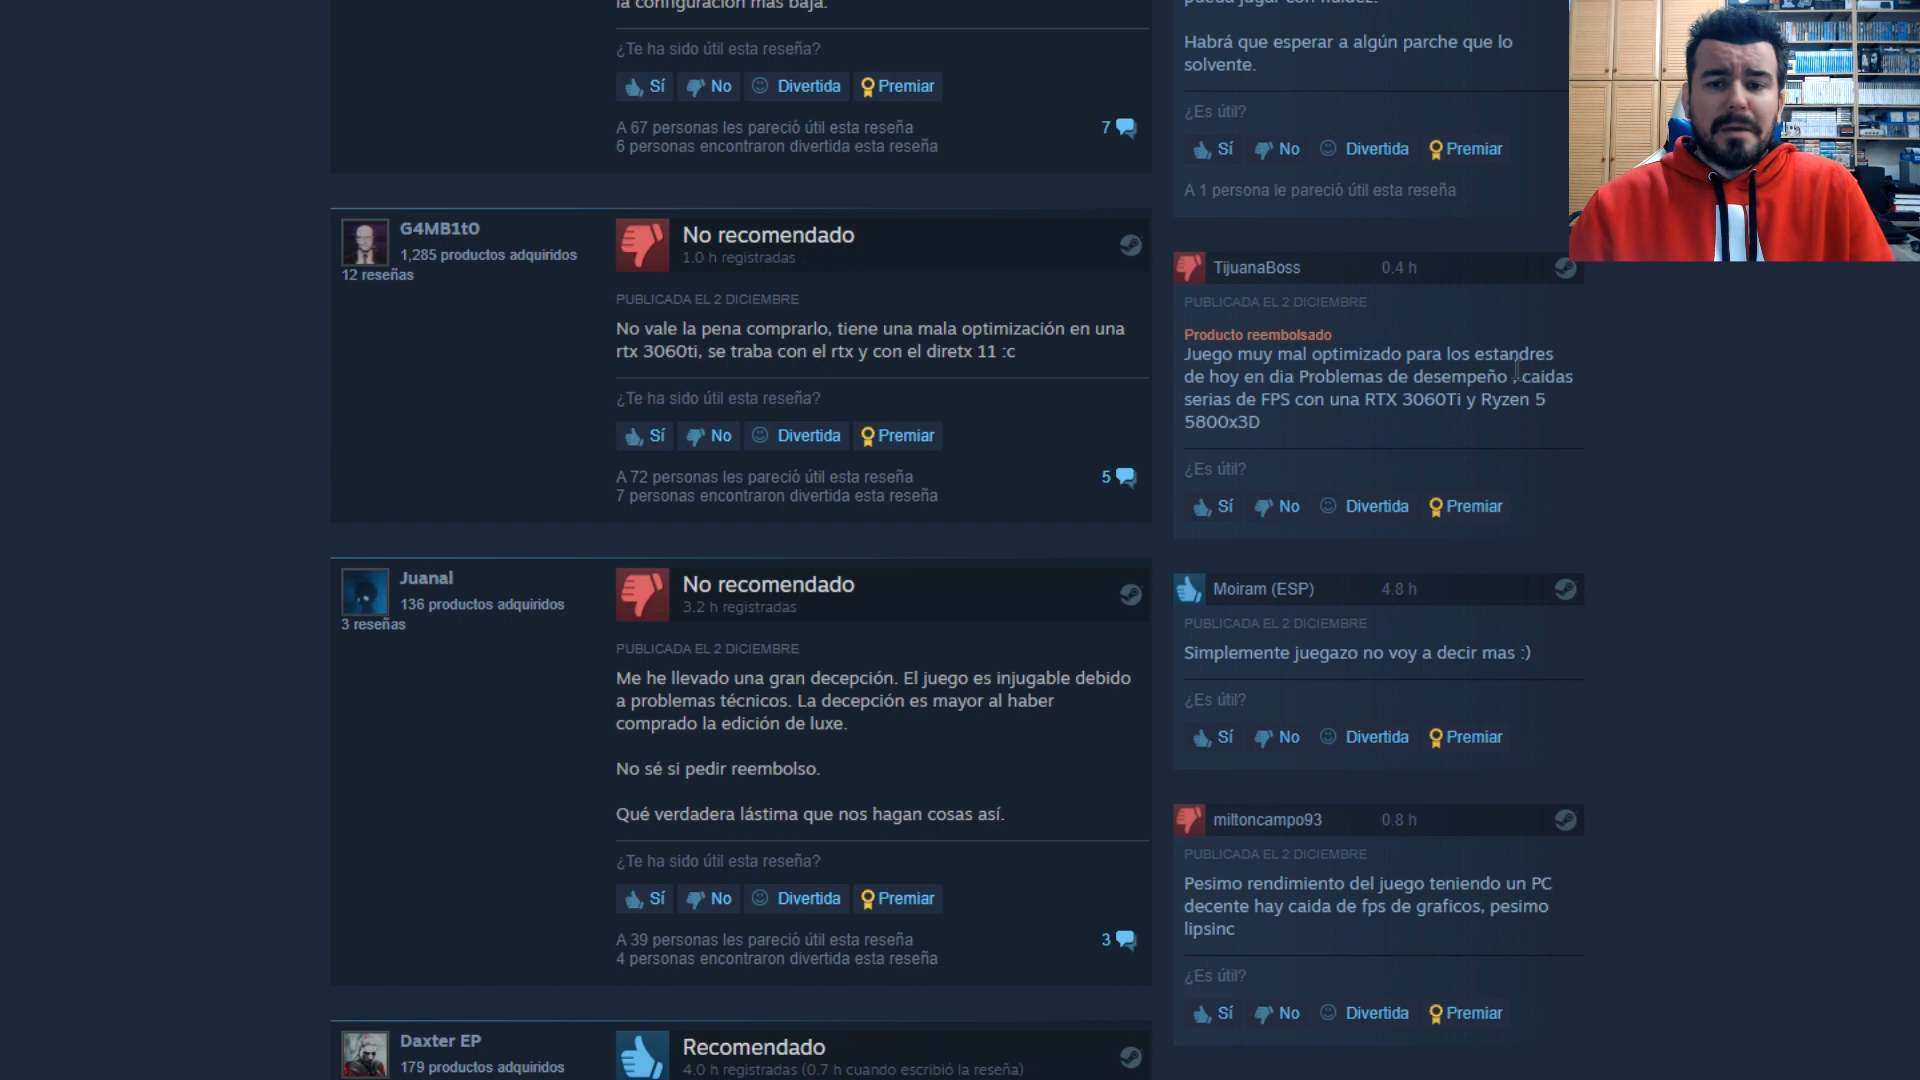 la configuración más baja.
¿Te ha sido útil esta reseña?
Sí No Divertida Premiar
A 67 personas les pareció útil esta reseña
6 personas encontraron divertida esta reseña
7
G4MB1tO
1,285 productos adquiridos
12 reseñas
No recomendado
1.0 h registradas
PUBLICADA EL 2 DICIEMBRE
No vale la pena comprarlo, tiene una mala optimización en una
rtx 3060ti, se traba con el rtx y con el diretx 11 :c
¿Te ha sido útil esta reseña?
Sí No Divertida Premiar
A 72 personas les pareció útil esta reseña
7 personas encontraron divertida esta reseña
5
Juanal
136 productos adquiridos
3 reseñas
No recomendado
3.2 h registradas
PUBLICADA EL 2 DICIEMBRE
Me he llevado una gran decepción. El juego es injugable debido
a problemas técnicos. La decepción es mayor al haber
comprado la edición de luxe.
No sé si pedir reembolso.
Qué verdadera lástima que nos hagan cosas así.
¿Te ha sido útil esta reseña?
Sí No Divertida Premiar
A 39 personas les pareció útil esta reseña
4 personas encontraron divertida esta reseña
3
Daxter EP
179 productos adquiridos
Recomendado
4.0 h registradas (0.7 h cuando escribió la reseña)
pueda jugar con fluidez.
Habrá que esperar a algún parche que lo
solvente.
¿Es útil?
Sí No Divertida Premiar
A 1 persona le pareció útil esta reseña
TijuanaBoss 0.4 h
PUBLICADA EL 2 DICIEMBRE
Producto reembolsado
Juego muy mal optimizado para los estandres
de hoy en dia Problemas de desempeño , caidas
serias de FPS con una RTX 3060Ti y Ryzen 5
5800x3D
¿Es útil?
Sí No Divertida Premiar
Moiram (ESP) 4.8 h
PUBLICADA EL 2 DICIEMBRE
Simplemente juegazo no voy a decir mas :)
¿Es útil?
Sí No Divertida Premiar
miltoncampo93 0.8 h
PUBLICADA EL 2 DICIEMBRE
Pesimo rendimiento del juego teniendo un PC
decente hay caida de fps de graficos, pesimo
lipsinc
¿Es útil?
Sí No Divertida Premiar